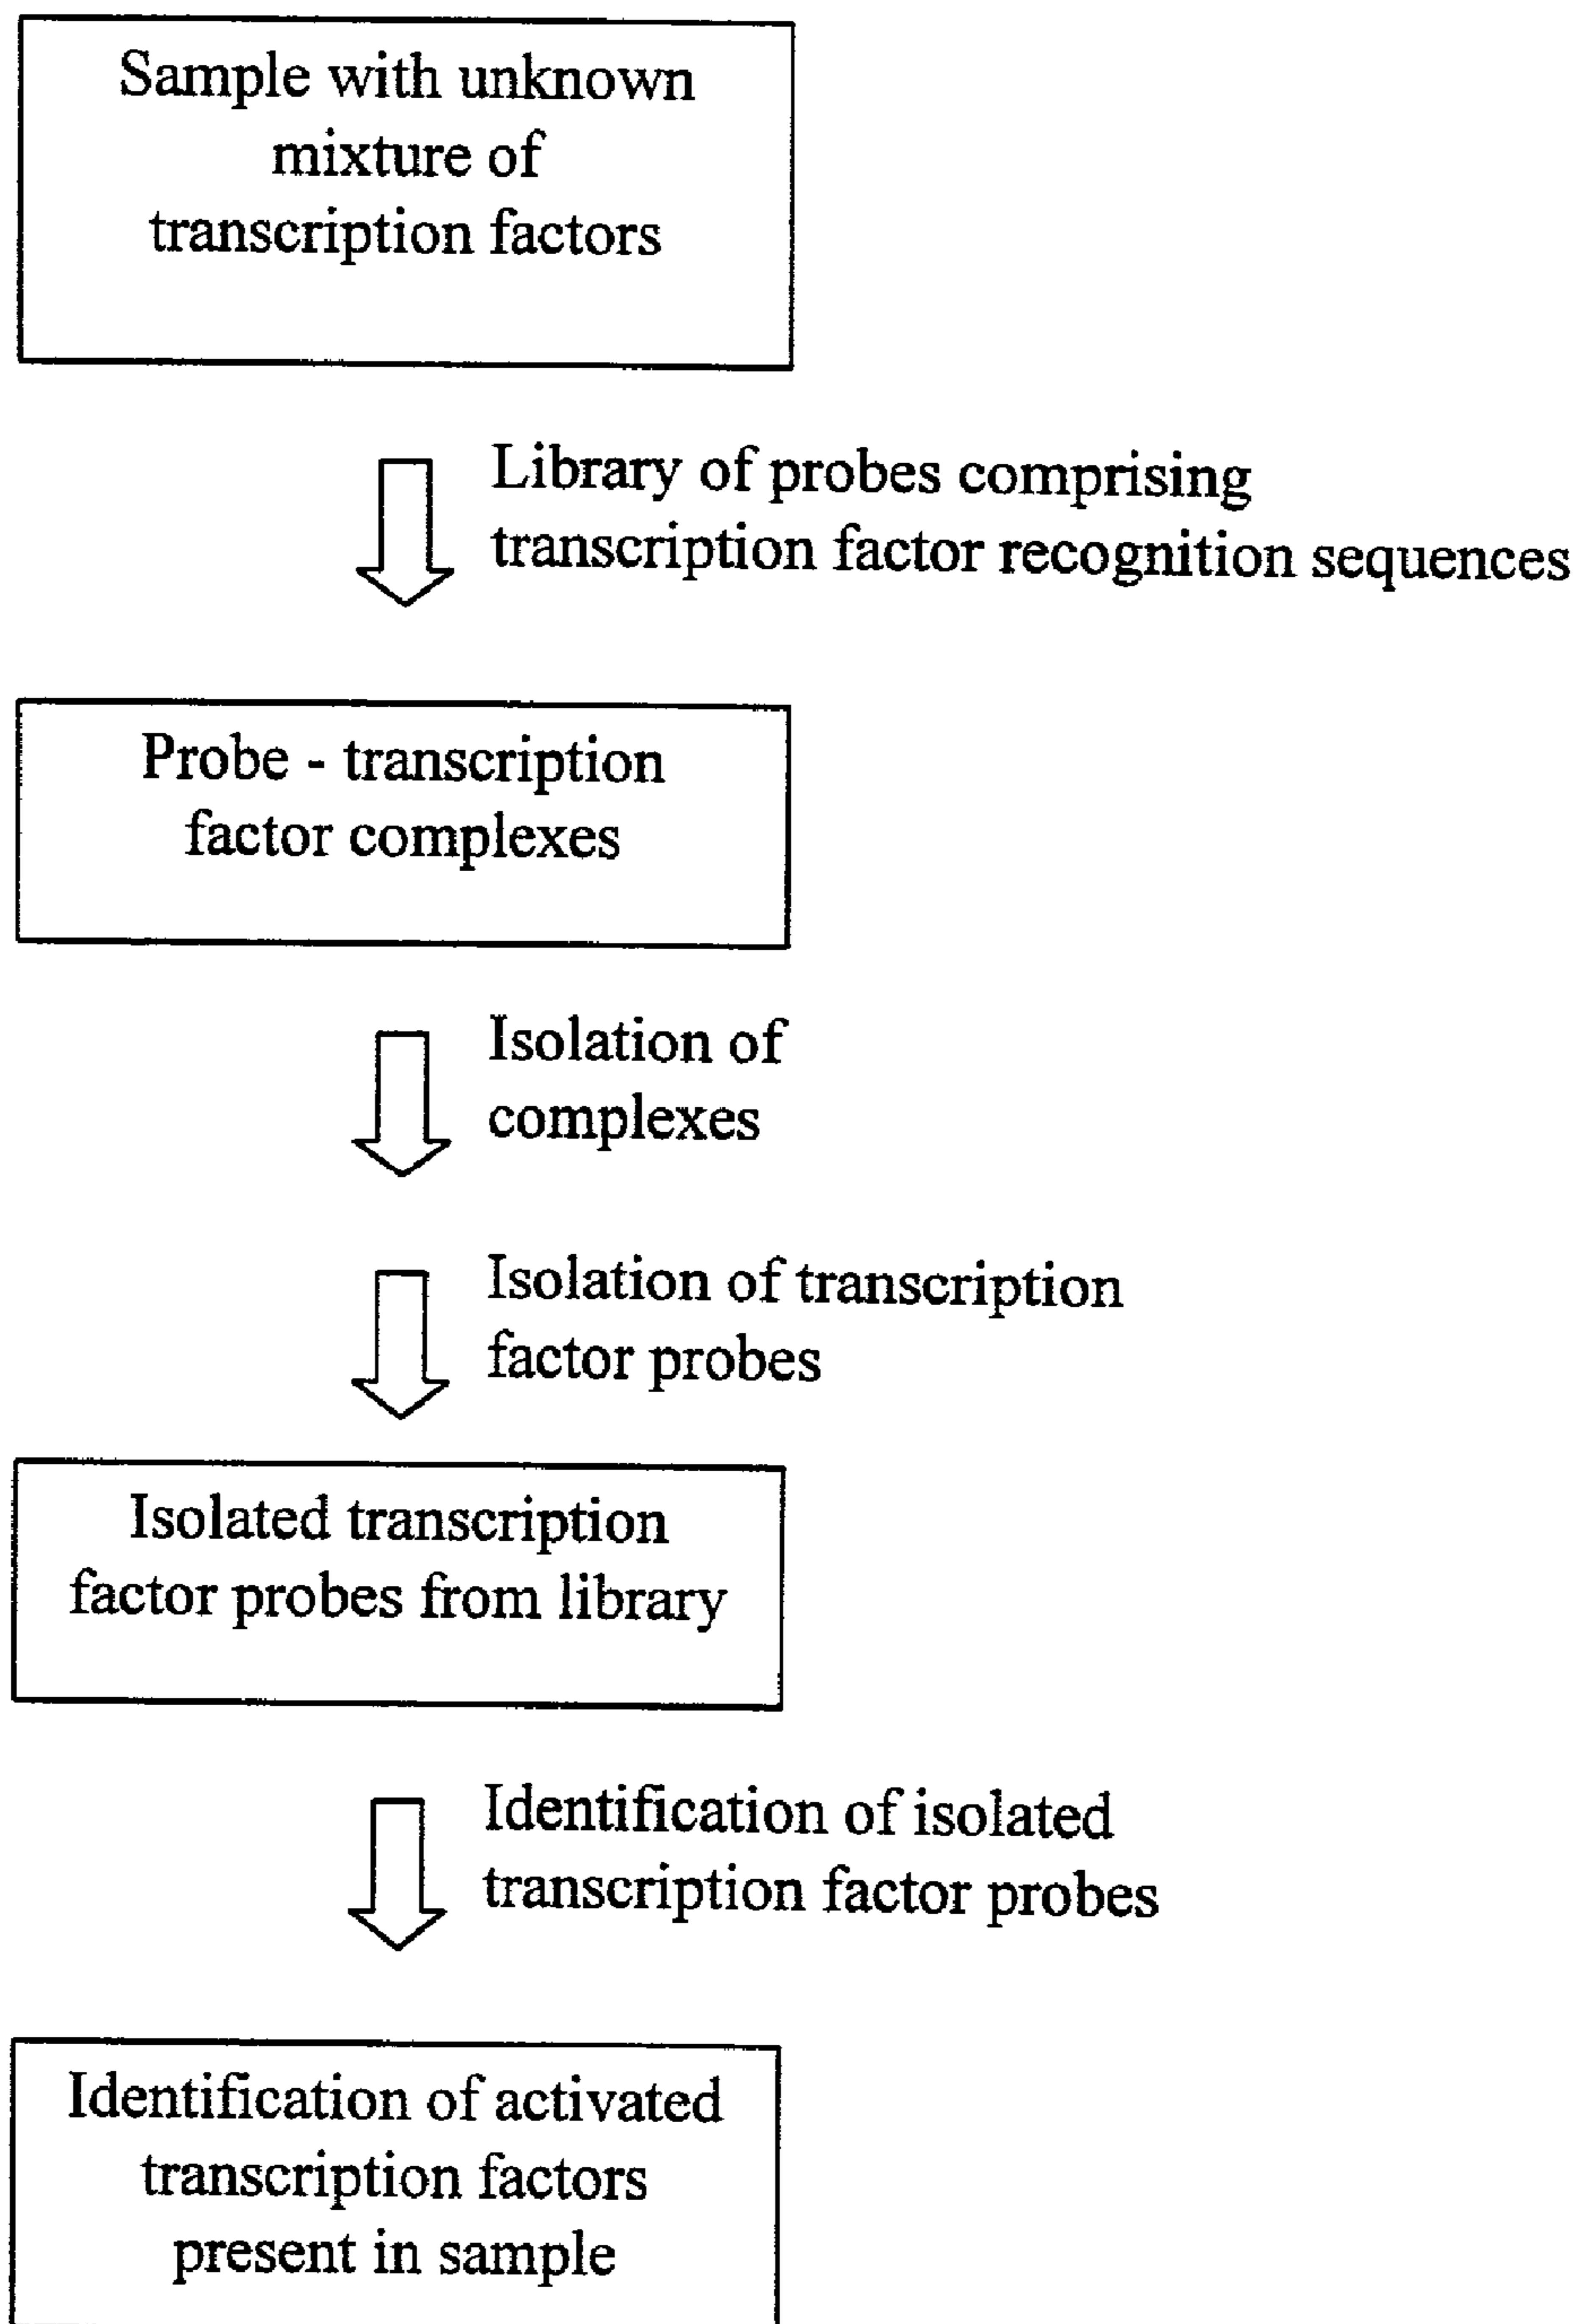 Sample with unknown
mixture of
transcription factors
Library of probes comprising
transcription factor recognition sequences
Probe - transcription
factor complexes
Isolation of
complexes
Isolation of transcription
factor probes
Isolated transcription
factor probes from library
Identification of isolated
transcription factor probes
Identification of activated
transcription factors
present in sample